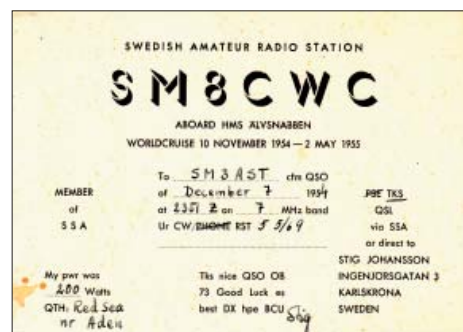 SWEDISH AMATEUR RADIO STATION
SM8CWC
ABOARD HMS ÄLVSNABBEN
WORLDCRUISE 10 NOVEMBER 1954—2 MAY 1955
To SM3AST cfm QSO
of December 7 1954
at 2351 Z on 7 MHz band
Ur CW/PHONE RST 5 5/69
MEMBER
of
SSA
PSE TKS
QSL
via SSA
or direct to
STIG JOHANSSON
INGENJORSGATAN 3
KARLSKRONA
SWEDEN
My pwr was
200 Watts
QTH: Red Sea
nr Aden
Tks nice QSO OB
73 Good Luck es
best DX hpe BCU Stig